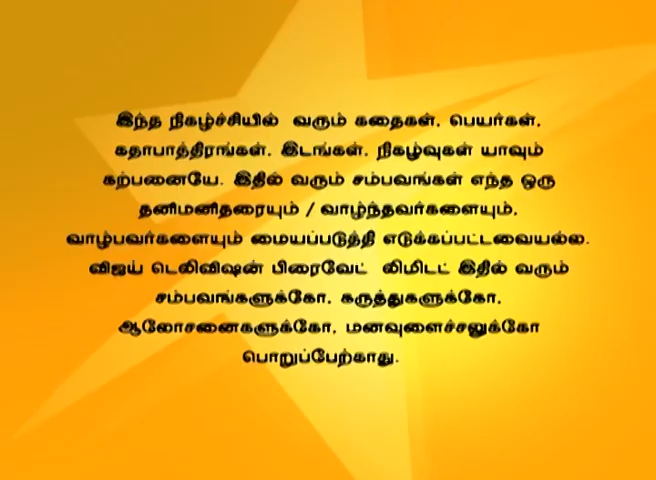 இந்த நிகழ்ச்சியில் வரும் கதைகள், பெயர்கள்,
கதாபாத்திரங்கள், இடங்கள், நிகழ்வுகள் யாவும்
கற்பனையே. இதில் வரும் சம்பவங்கள் எந்த ஒரு
தனிமனிதரையும் / வாழ்ந்தவர்களையும்,
வாழ்பவர்களையும் மையப்படுத்தி எடுக்கப்பட்டவையல்ல.
விஜய் டெலிவிஷன் பிரைவேட் லிமிடட் இதில் வரும்
சம்பவங்களுக்கோ, கருத்துகளுக்கோ,
ஆலோசனைகளுக்கோ, மனவுளைச்சலுக்கோ
பொறுப்பேற்காது.